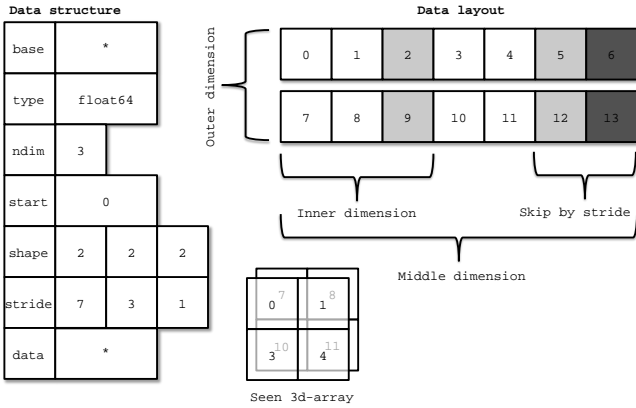 Data structure
base *
type float64
ndim 3
start 0
shape 2 2 2
stride 7 3 1
data *
Data layout
Outer dimension
0 1 2 3 4 5 6
7 8 9 10 11 12 13
Inner dimension
Skip by stride
Middle dimension
7 8
0 1
10 11
3 4
Seen 3d-array